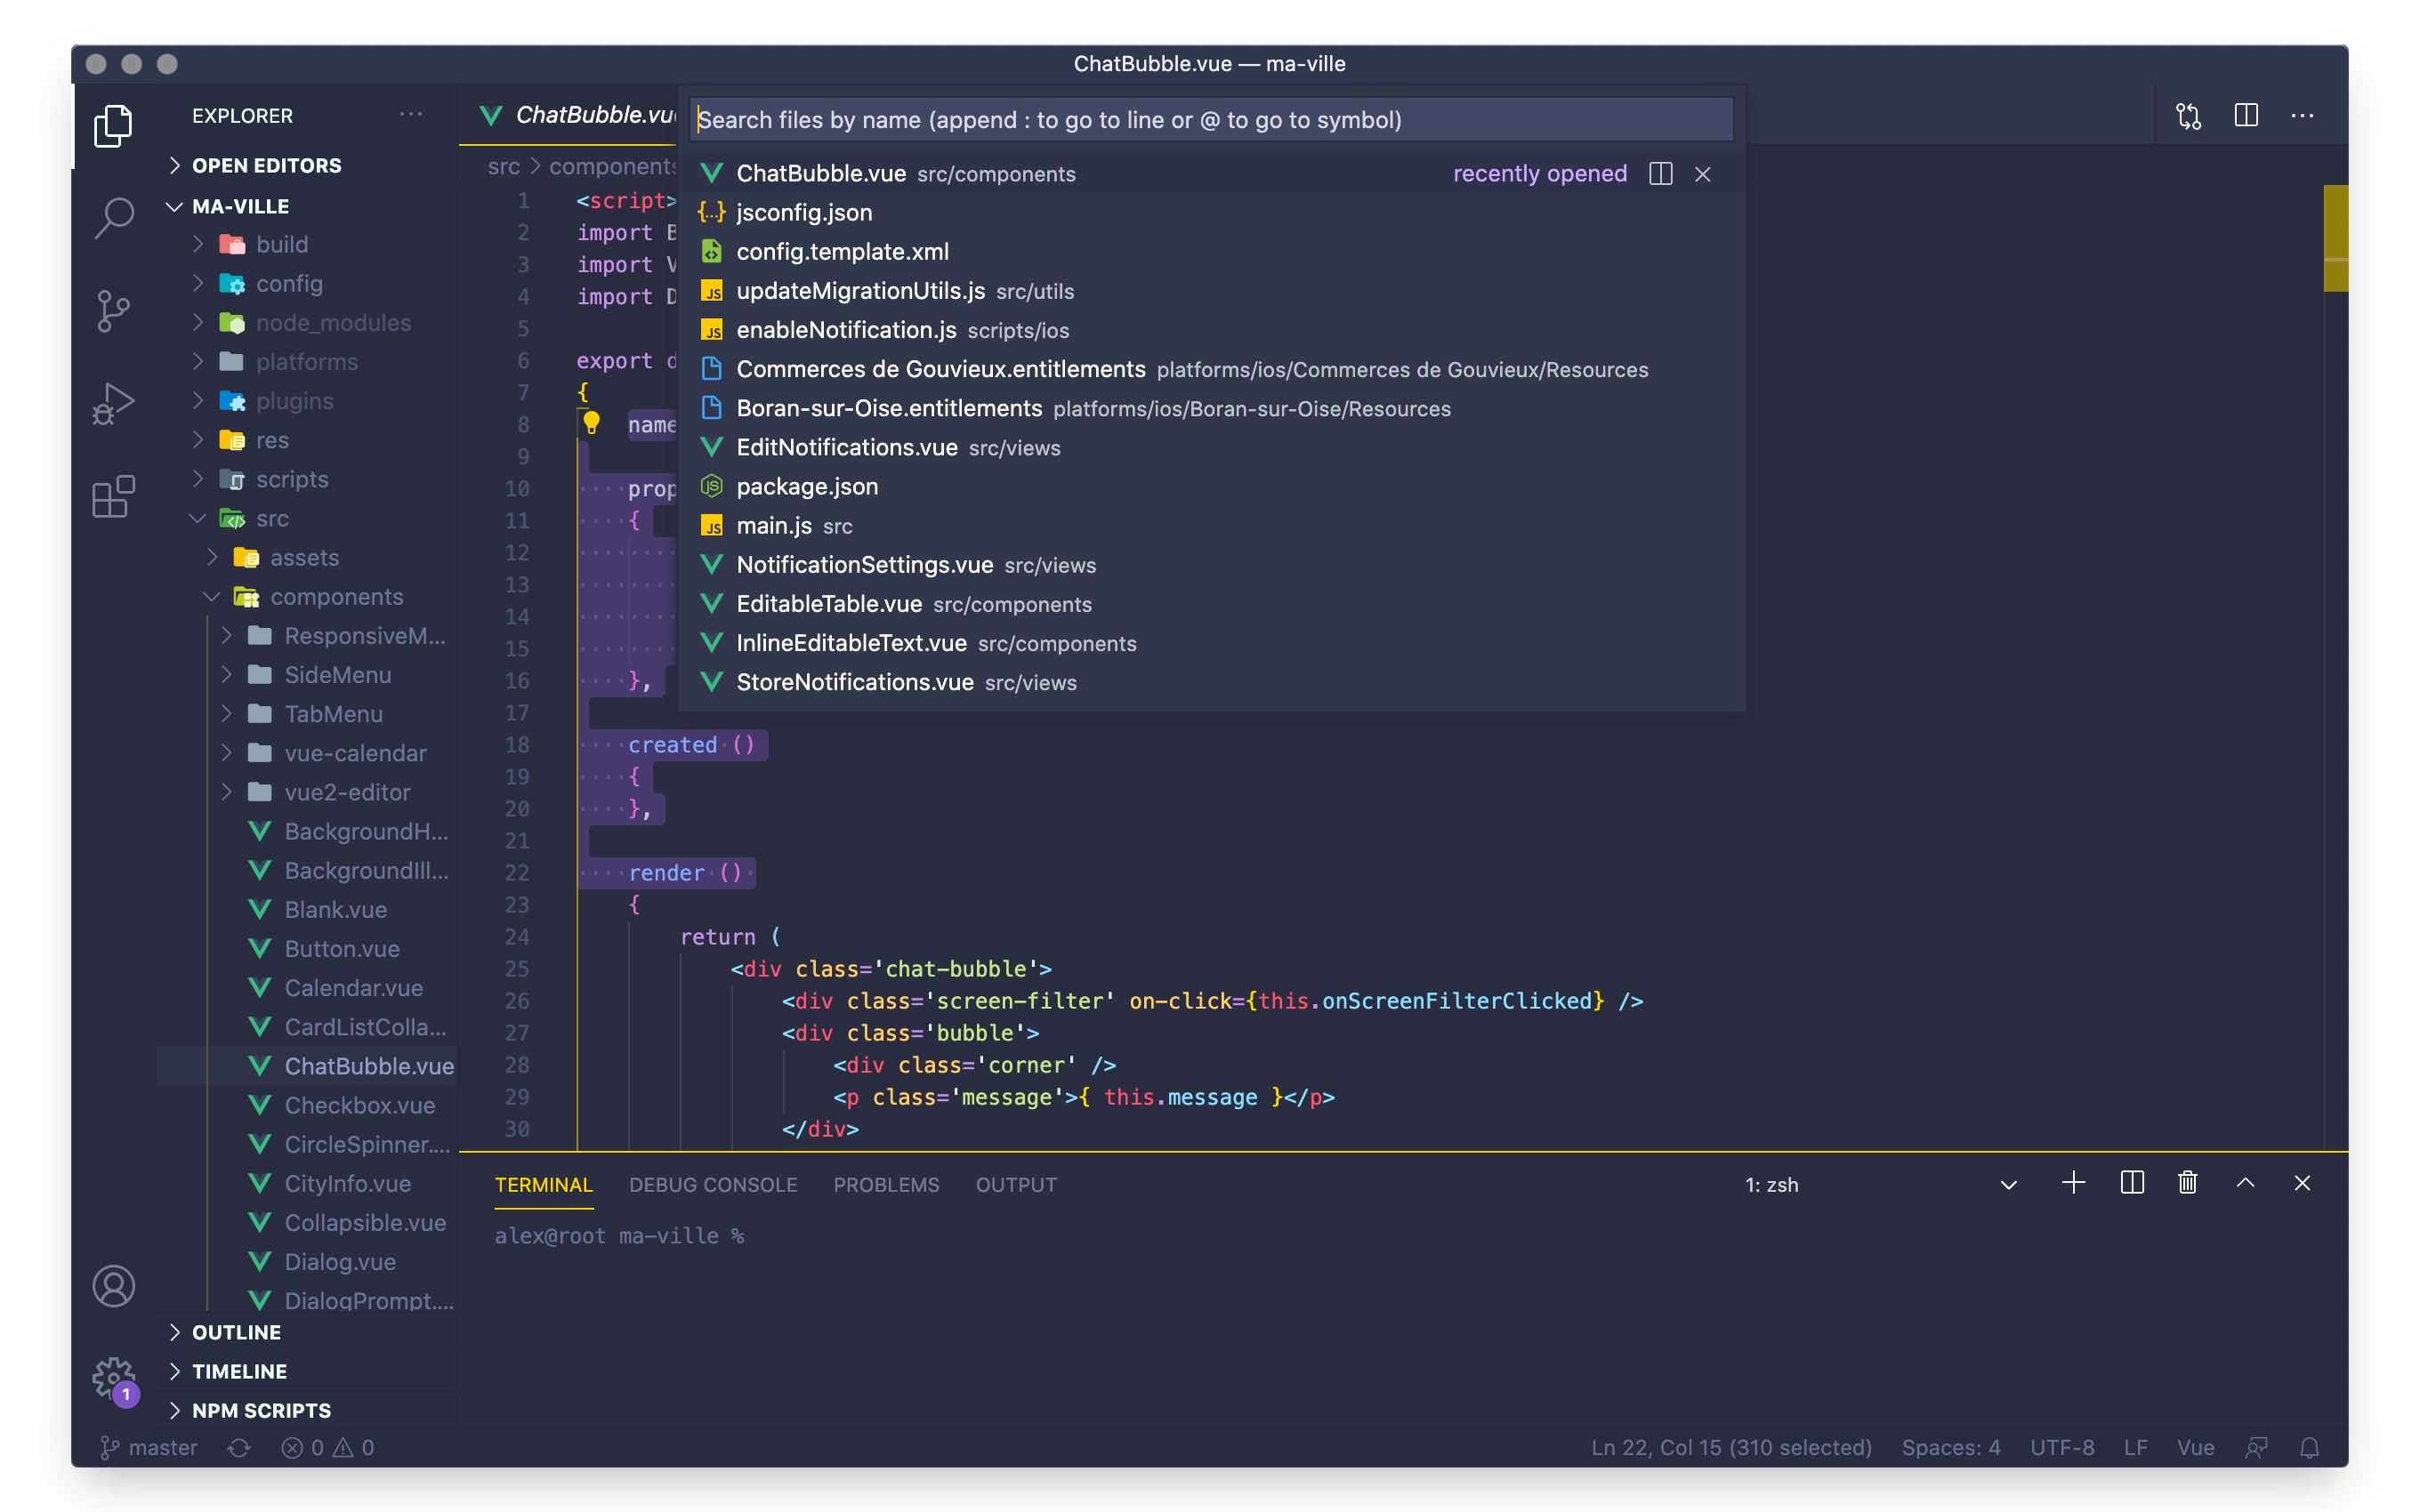 ChatBubble.vue — ma-ville
EXPLORER
OPEN EDITORS
MA-VILLE
build
config
node_modules
platforms
plugins
res
scripts
src
assets
components
ResponsiveM...
SideMenu
TabMenu
vue-calendar
vue2-editor
BackgroundH...
BackgroundIll...
Blank.vue
Button.vue
Calendar.vue
CardListColla...
ChatBubble.vue
Checkbox.vue
CircleSpinner....
CityInfo.vue
Collapsible.vue
Dialog.vue
DialogPrompt....
OUTLINE
TIMELINE
NPM SCRIPTS
1
ChatBubble.vue
src > components
Search files by name (append : to go to line or @ to go to symbol)
ChatBubble.vue src/components recently opened
{..} jsconfig.json
config.template.xml
JS updateMigrationUtils.js src/utils
JS enableNotification.js scripts/ios
Commerces de Gouvieux.entitlements platforms/ios/Commerces de Gouvieux/Resources
Boran-sur-Oise.entitlements platforms/ios/Boran-sur-Oise/Resources
EditNotifications.vue src/views
JS package.json
JS main.js src
NotificationSettings.vue src/views
EditableTable.vue src/components
InlineEditableText.vue src/components
StoreNotifications.vue src/views
1 <script>
2 import
3 import
4 import
5
6 export
7 {
8 name
9
10 prop
11 {
12
13
14
15
16 },
17
18 created ()
19 {
20 },
21
22 render ()
23 {
24 return (
25 <div class='chat-bubble'>
26 <div class='screen-filter' on-click={this.onScreenFilterClicked} />
27 <div class='bubble'>
28 <div class='corner' />
29 <p class='message'>{ this.message }</p>
30 </div>
TERMINAL DEBUG CONSOLE PROBLEMS OUTPUT 1: zsh
alex@root ma-ville %
master 0 0 Ln 22, Col 15 (310 selected) Spaces: 4 UTF-8 LF Vue